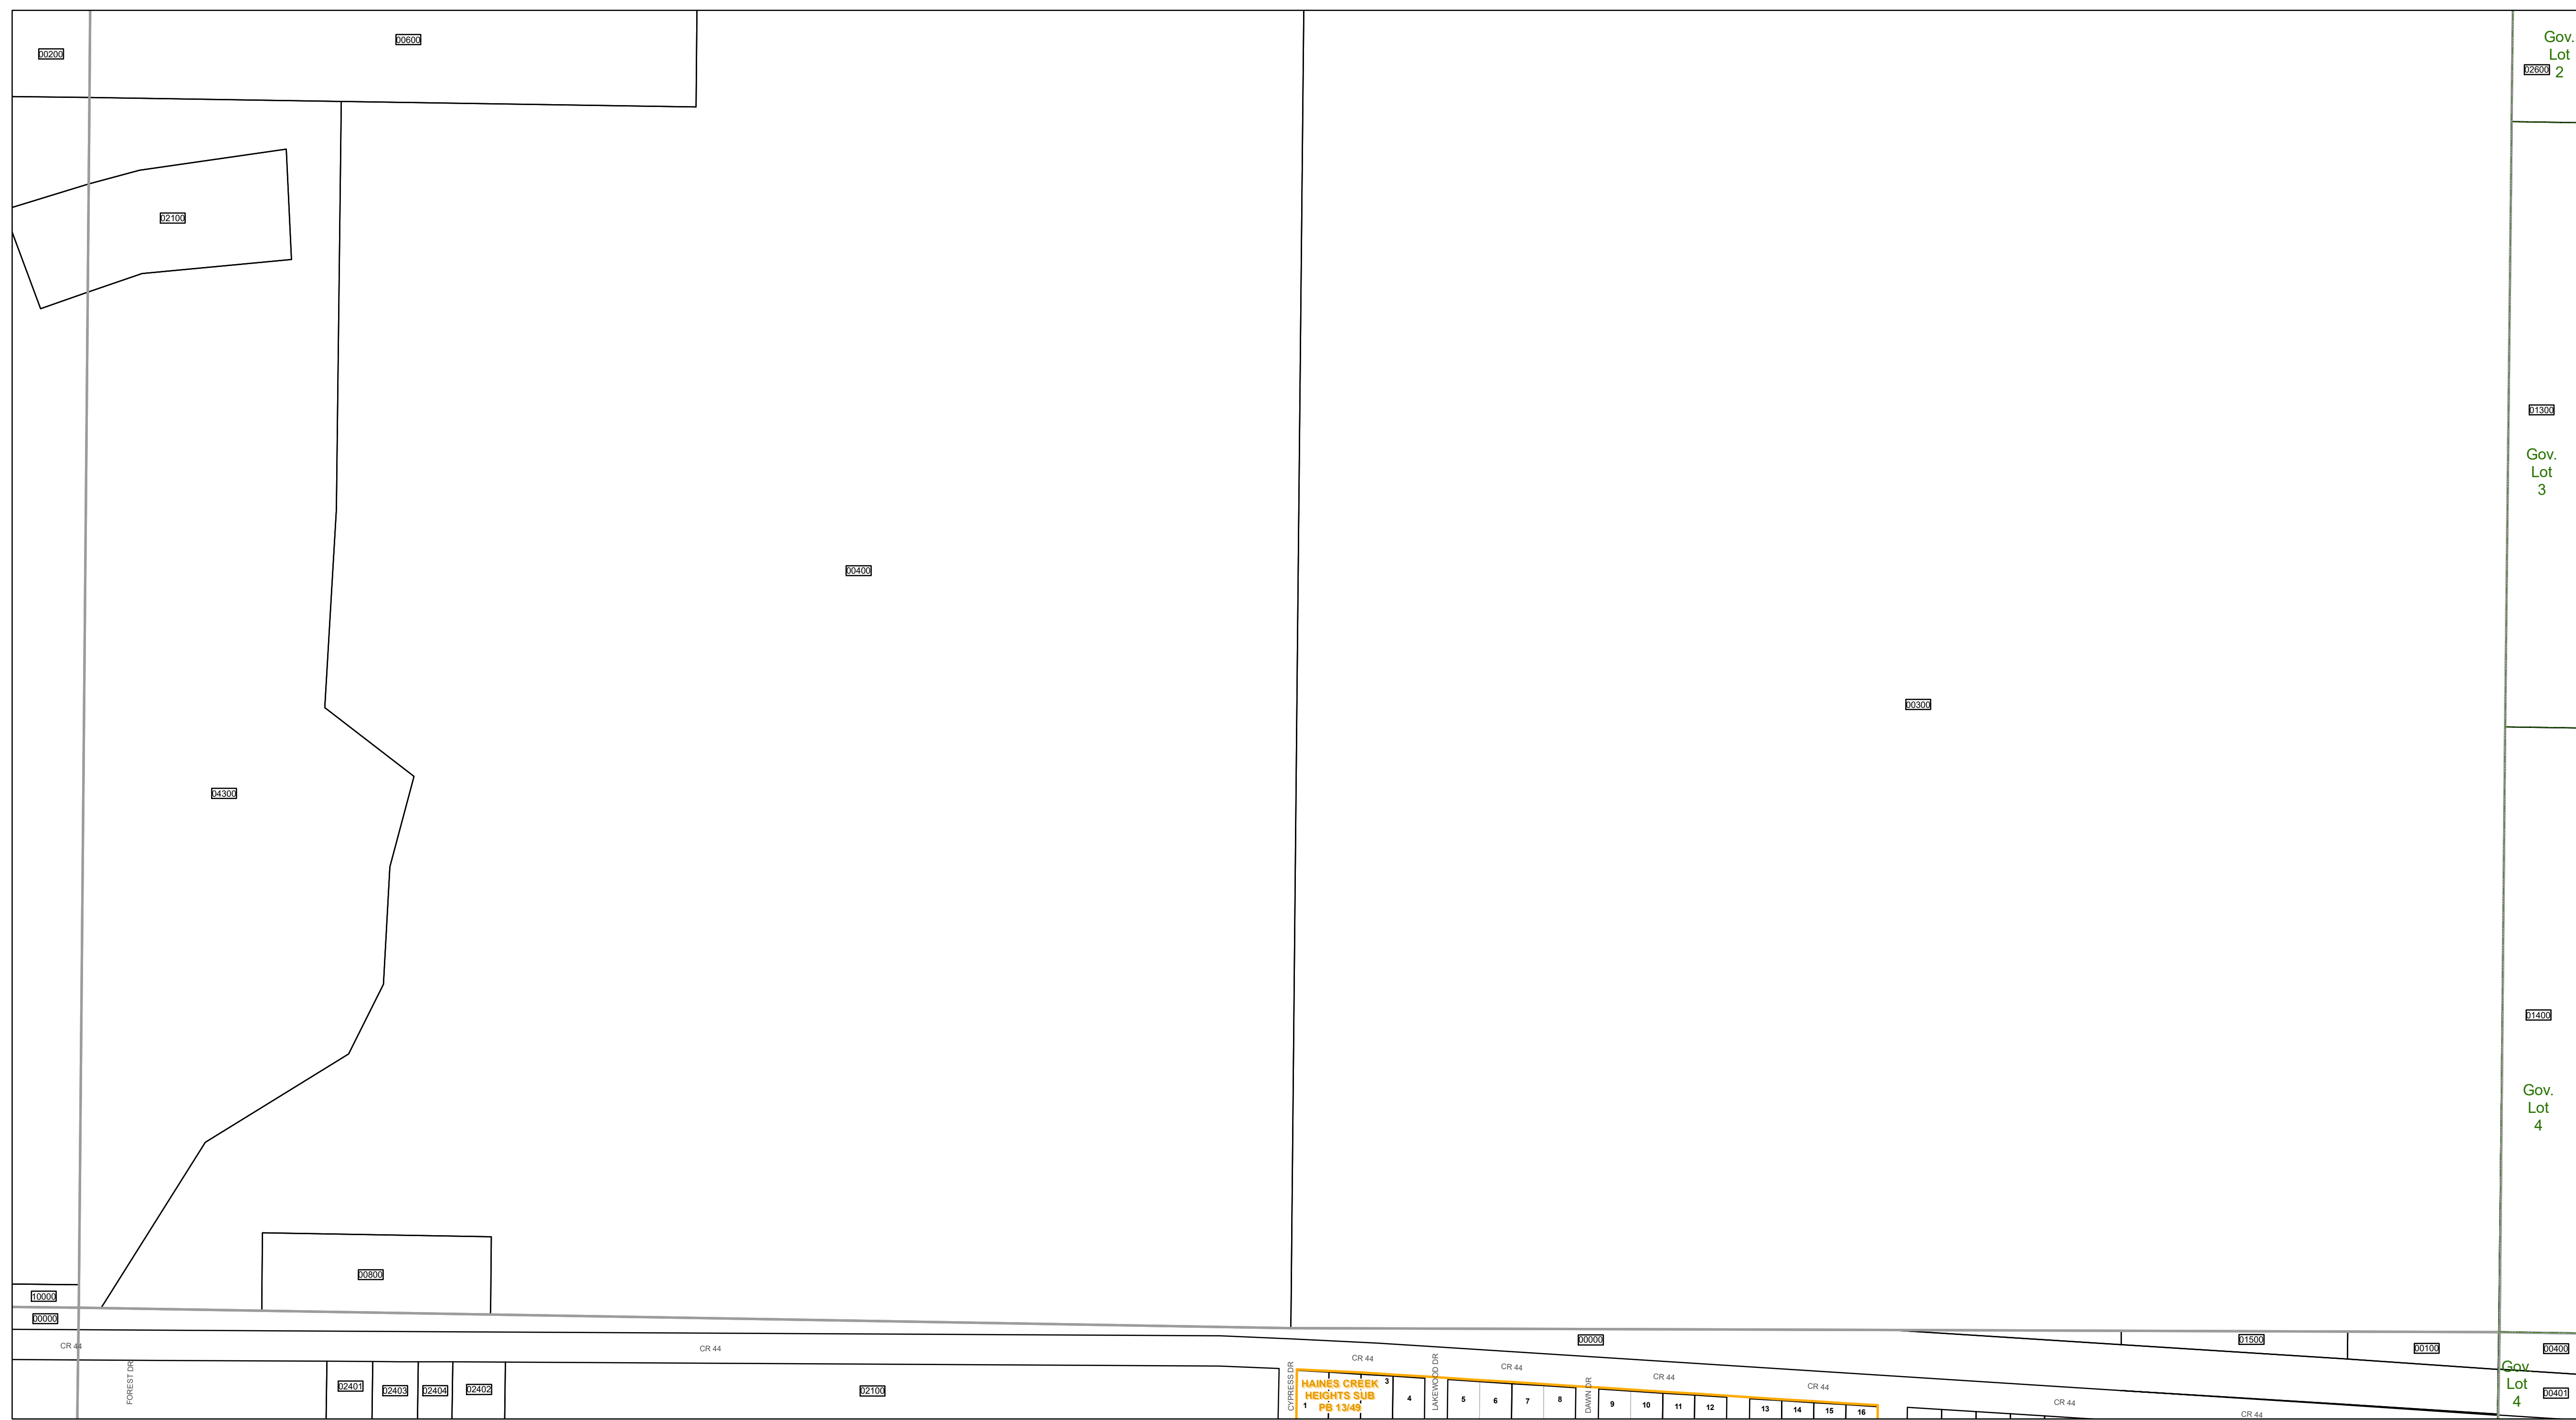 00600
Gov.
Lot
2
00200
02600
02100
01300
Gov.
Lot
3
00400
00300
04300
01400
Gov.
Lot
4
00800
10000
00000
CR 44
CR 44
00000
01500
00100
00400
FOREST DR
02401
02403
02404
02402
02100
CYPRESS DR
CR 44
LAKEWOOD DR
CR 44
CR 44
CR 44
CR 44
CR 44
Gov.
Lot
4
00401
HAINES CREEK
HEIGHTS SUB
PB 13/49
1
3
4
5
6
7
8
DAWN DR
9
10
11
12
13
14
15
16